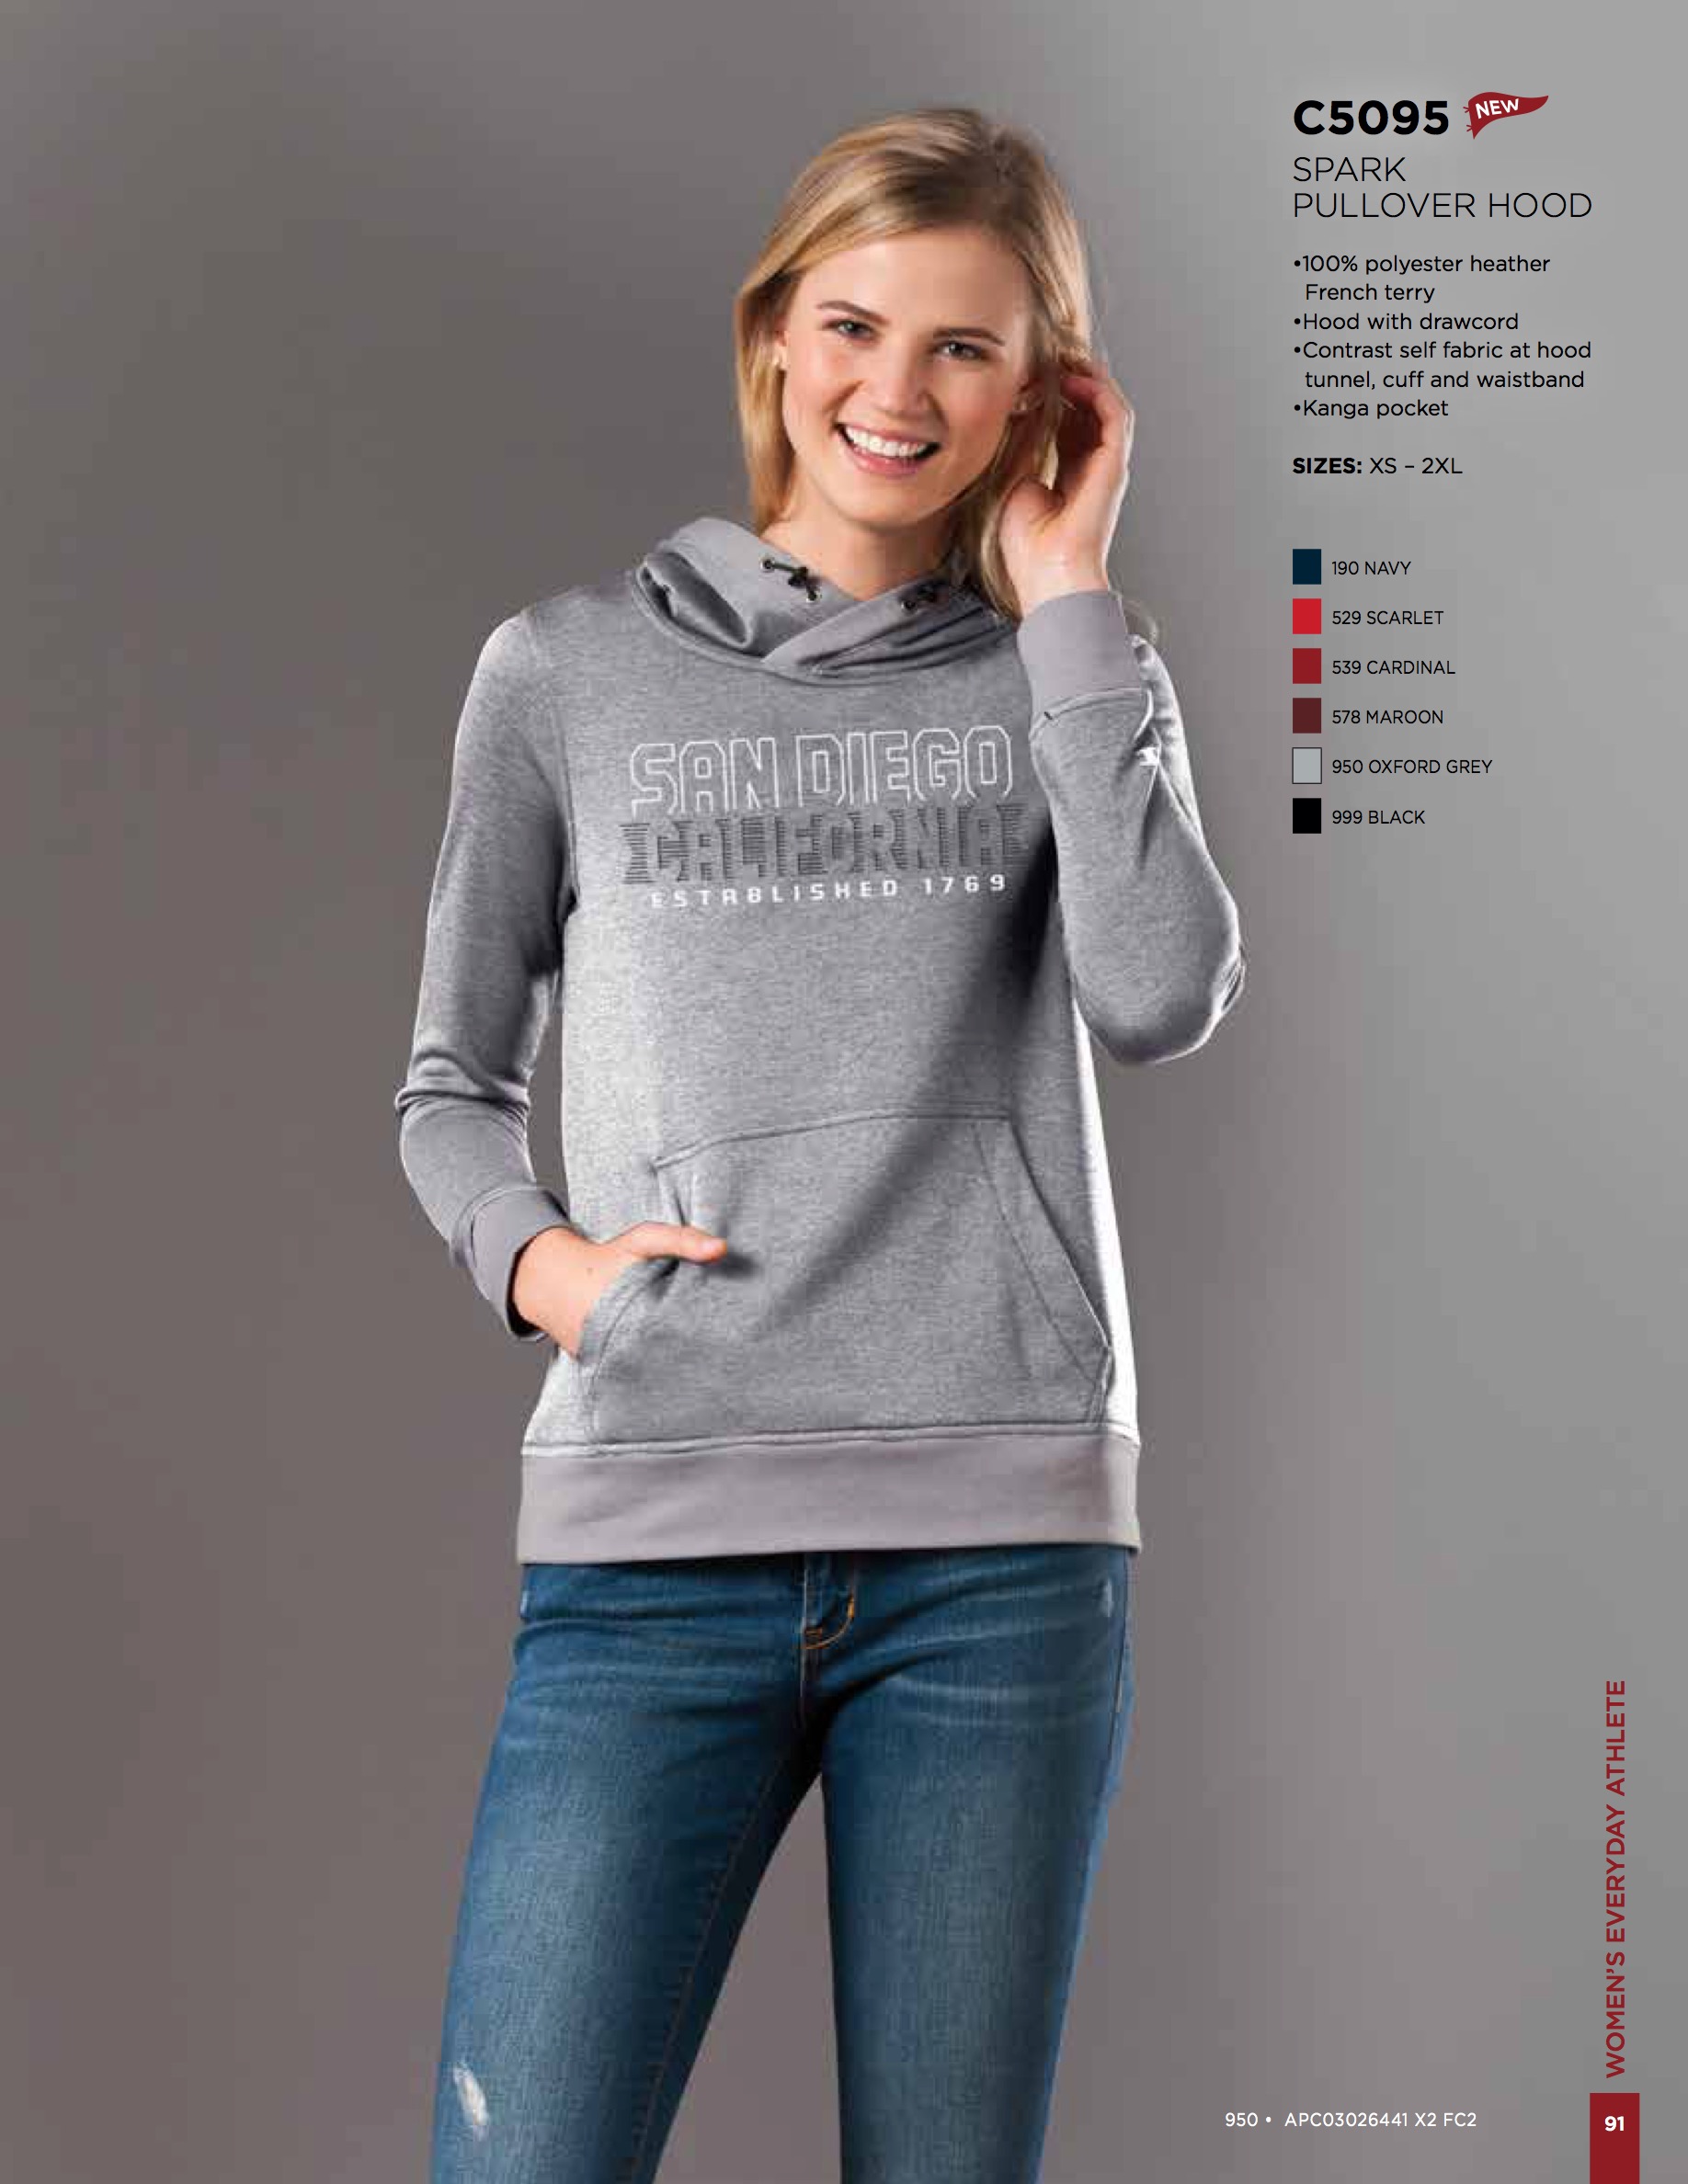 C5095 NEW
SPARK
PULLOVER HOOD
•100% polyester heather
French terry
•Hood with drawcord
•Contrast self fabric at hood
tunnel, cuff and waistband
•Kanga pocket
SIZES: XS – 2XL
190 NAVY
529 SCARLET
539 CARDINAL
578 MAROON
950 OXFORD GREY
999 BLACK
SAN DIEGO
CALIFORNIA
ESTABLISHED 1769
WOMEN'S EVERYDAY ATHLETE
950 • APC03026441 X2 FC2
91